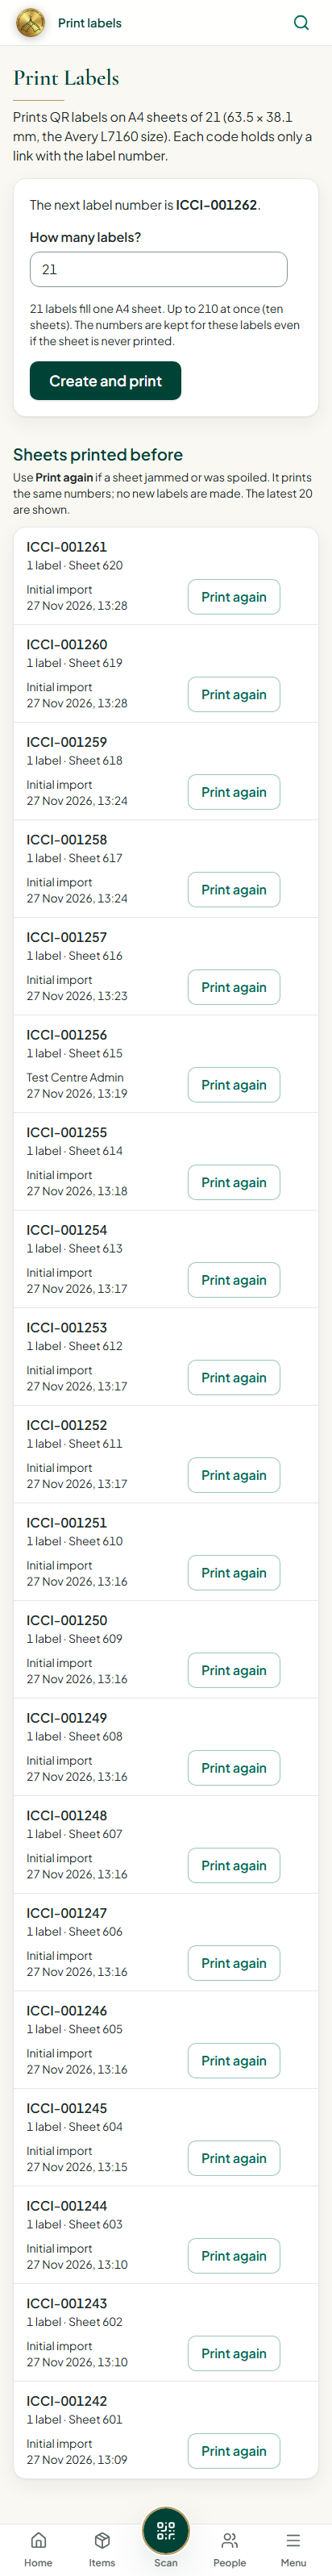 Print labels
Print Labels
Prints QR labels on A4 sheets of 21 (63.5 × 38.1
mm, the Avery L7160 size). Each code holds only a
link with the label number.
The next label number is ICCI-001262.
How many labels?
21
21 labels fill one A4 sheet. Up to 210 at once (ten
sheets). The numbers are kept for these labels even
if the sheet is never printed.
Create and print
Sheets printed before
Use Print again if a sheet jammed or was spoiled. It prints
the same numbers; no new labels are made. The latest 20
are shown.
ICCI-001261
1 label · Sheet 620
Initial import
27 Nov 2026, 13:28
Print again
ICCI-001260
1 label · Sheet 619
Initial import
27 Nov 2026, 13:28
Print again
ICCI-001259
1 label · Sheet 618
Initial import
27 Nov 2026, 13:24
Print again
ICCI-001258
1 label · Sheet 617
Initial import
27 Nov 2026, 13:24
Print again
ICCI-001257
1 label · Sheet 616
Initial import
27 Nov 2026, 13:23
Print again
ICCI-001256
1 label · Sheet 615
Test Centre Admin
27 Nov 2026, 13:19
Print again
ICCI-001255
1 label · Sheet 614
Initial import
27 Nov 2026, 13:18
Print again
ICCI-001254
1 label · Sheet 613
Initial import
27 Nov 2026, 13:17
Print again
ICCI-001253
1 label · Sheet 612
Initial import
27 Nov 2026, 13:17
Print again
ICCI-001252
1 label · Sheet 611
Initial import
27 Nov 2026, 13:17
Print again
ICCI-001251
1 label · Sheet 610
Initial import
27 Nov 2026, 13:16
Print again
ICCI-001250
1 label · Sheet 609
Initial import
27 Nov 2026, 13:16
Print again
ICCI-001249
1 label · Sheet 608
Initial import
27 Nov 2026, 13:16
Print again
ICCI-001248
1 label · Sheet 607
Initial import
27 Nov 2026, 13:16
Print again
ICCI-001247
1 label · Sheet 606
Initial import
27 Nov 2026, 13:16
Print again
ICCI-001246
1 label · Sheet 605
Initial import
27 Nov 2026, 13:16
Print again
ICCI-001245
1 label · Sheet 604
Initial import
27 Nov 2026, 13:15
Print again
ICCI-001244
1 label · Sheet 603
Initial import
27 Nov 2026, 13:10
Print again
ICCI-001243
1 label · Sheet 602
Initial import
27 Nov 2026, 13:10
Print again
ICCI-001242
1 label · Sheet 601
Initial import
27 Nov 2026, 13:09
Print again
Home
Items
Scan
People
Menu